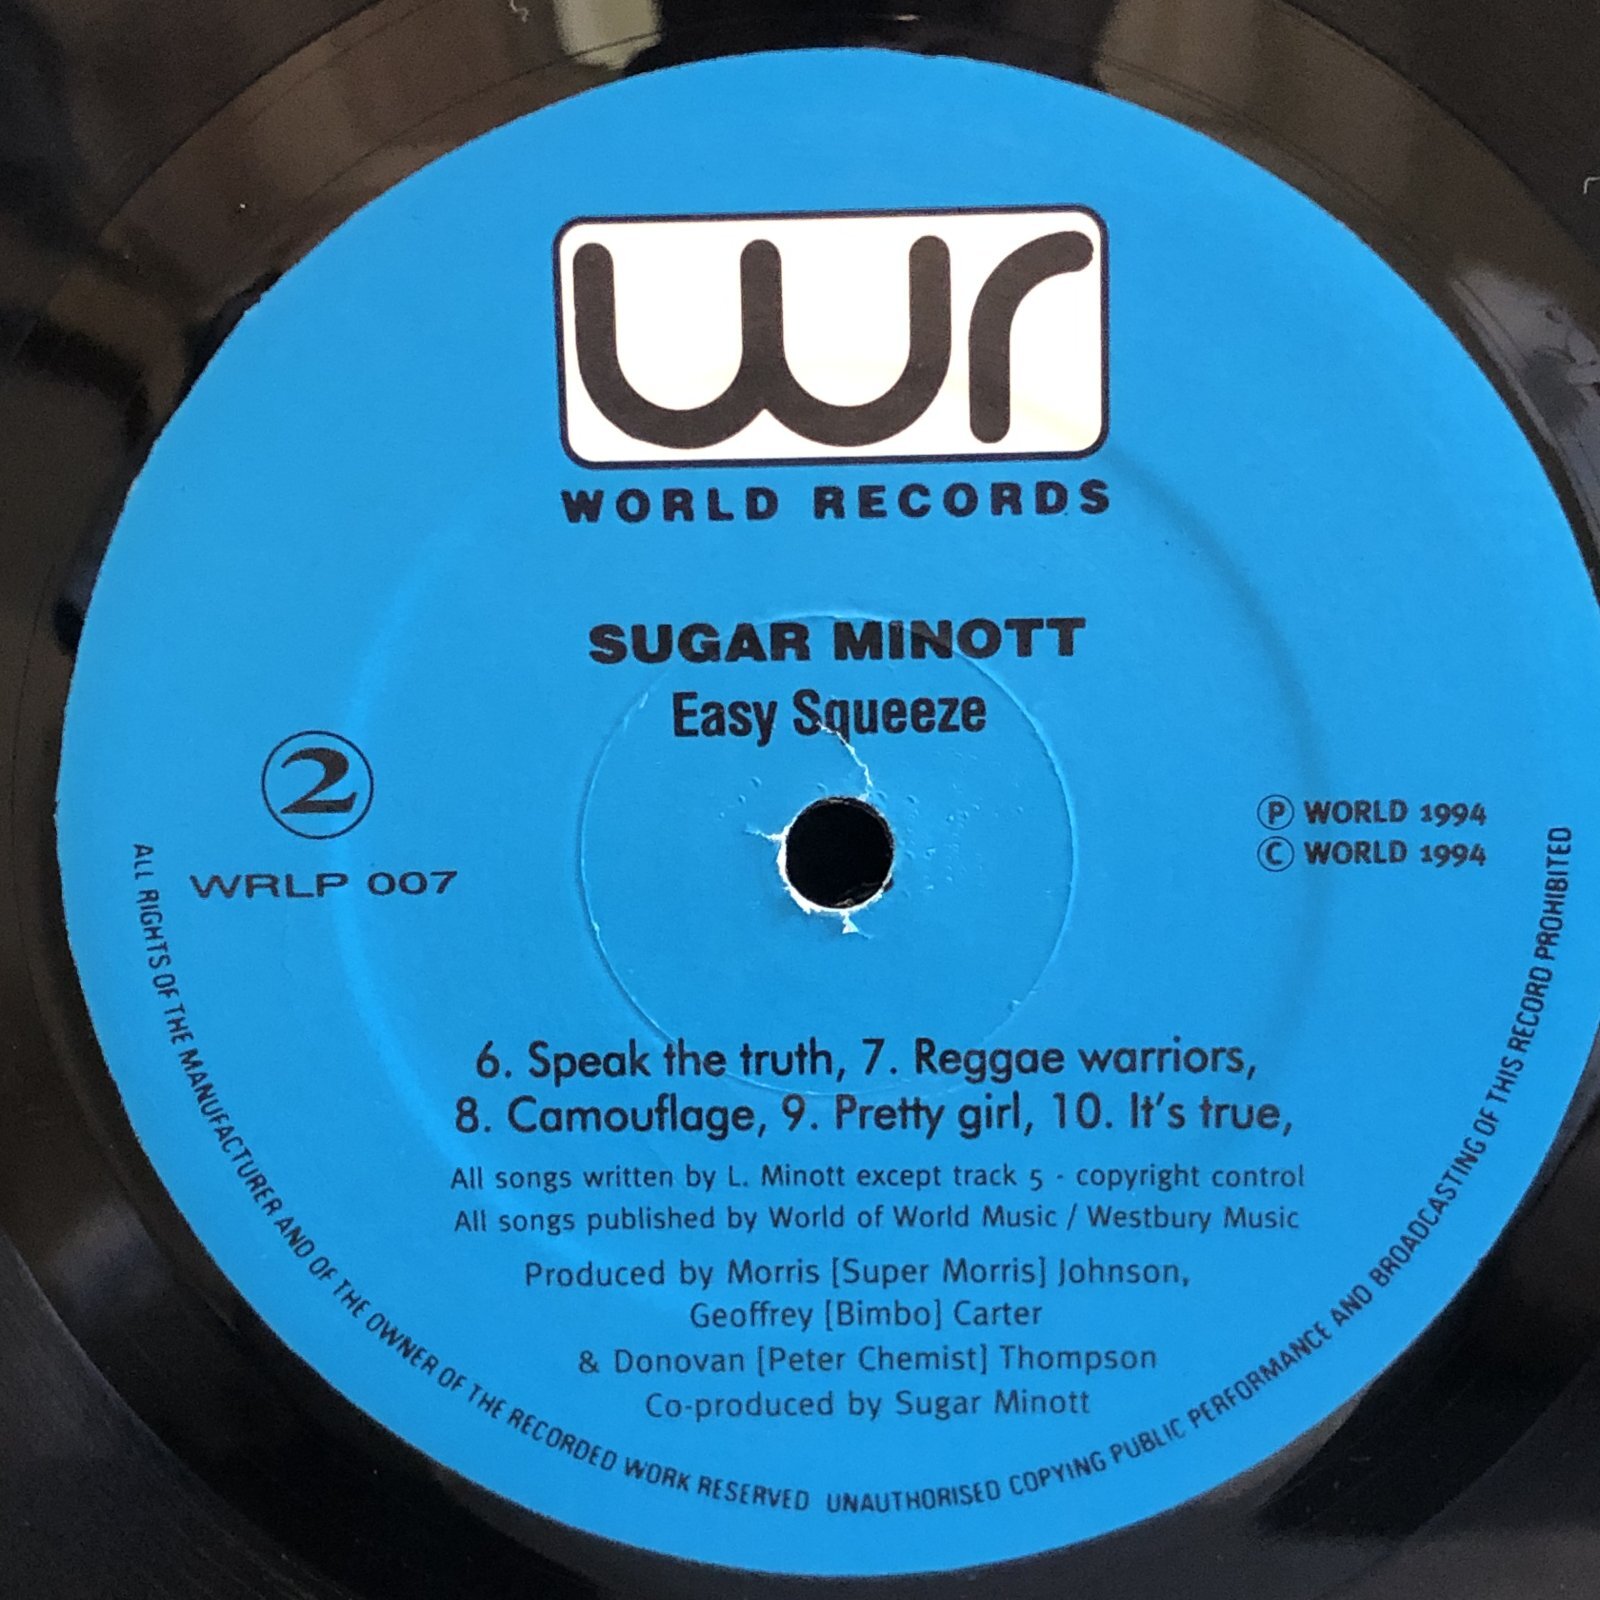 wr
WORLD RECORDS
SUGAR MINOTT
Easy Squeeze
2
WRLP 007
Ⓟ WORLD 1994
Ⓒ WORLD 1994
6. Speak the truth, 7. Reggae warriors,
8. Camouflage, 9. Pretty girl, 10. It's true,
All songs written by L. Minott except track 5 - copyright control
All songs published by World of World Music / Westbury Music
Produced by Morris [Super Morris] Johnson,
Geoffrey [Bimbo] Carter
& Donovan [Peter Chemist] Thompson
Co-produced by Sugar Minott
ALL RIGHTS OF THE MANUFACTURER AND OF THE OWNER OF THE RECORDED WORK RESERVED UNAUTHORISED COPYING PUBLIC PERFORMANCE AND BROADCASTING OF THIS RECORD PROHIBITED